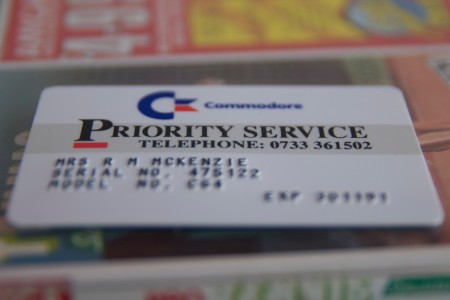 Commodore
PRIORITY SERVICE
TELEPHONE: 0733 361502
MRS R M MCKENZIE
SERIAL NO. 475122
MODEL NO. C64
EXP 301191